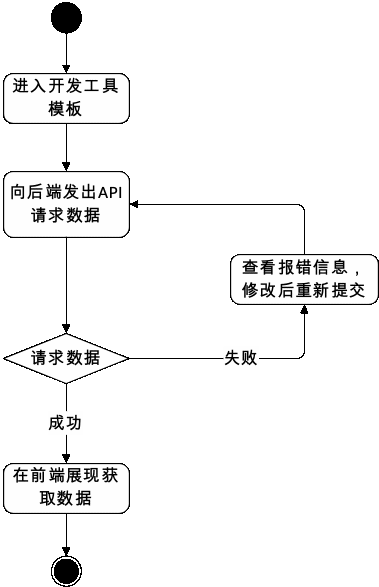 进入开发工具
模板
向后端发出API
请求数据
查看报错信息，
修改后重新提交
请求数据
失败
成功
在前端展现获
取数据